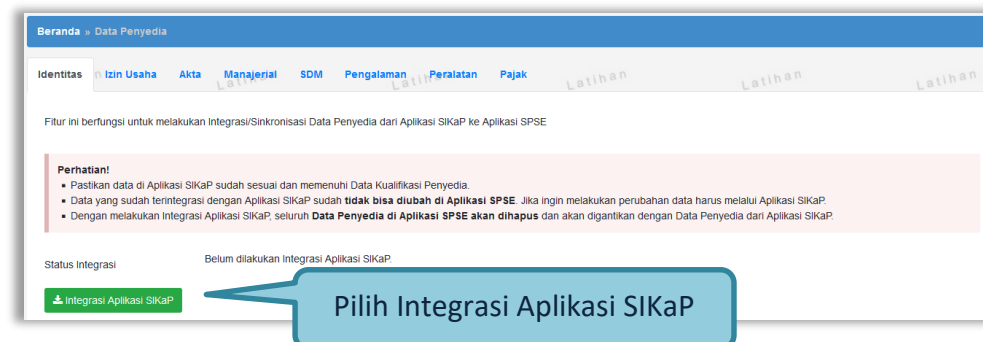 Beranda » Data Penyedia
Identitas Izin Usaha Akta Manajerial SDM Pengalaman Peralatan Pajak
Latihan Latihan Latihan Latihan Latihan
Fitur ini berfungsi untuk melakukan Integrasi/Sinkronisasi Data Penyedia dari Aplikasi SIKaP ke Aplikasi SPSE
Perhatian!
▪ Pastikan data di Aplikasi SIKaP sudah sesuai dan memenuhi Data Kualifikasi Penyedia.
▪ Data yang sudah terintegrasi dengan Aplikasi SIKaP sudah tidak bisa diubah di Aplikasi SPSE. Jika ingin melakukan perubahan data harus melalui Aplikasi SIKaP.
▪ Dengan melakukan Integrasi Aplikasi SIKaP, seluruh Data Penyedia di Aplikasi SPSE akan dihapus dan akan digantikan dengan Data Penyedia dari Aplikasi SIKaP.
Status Integrasi Belum dilakukan Integrasi Aplikasi SIKaP.
Integrasi Aplikasi SIKaP
Pilih Integrasi Aplikasi SIKaP